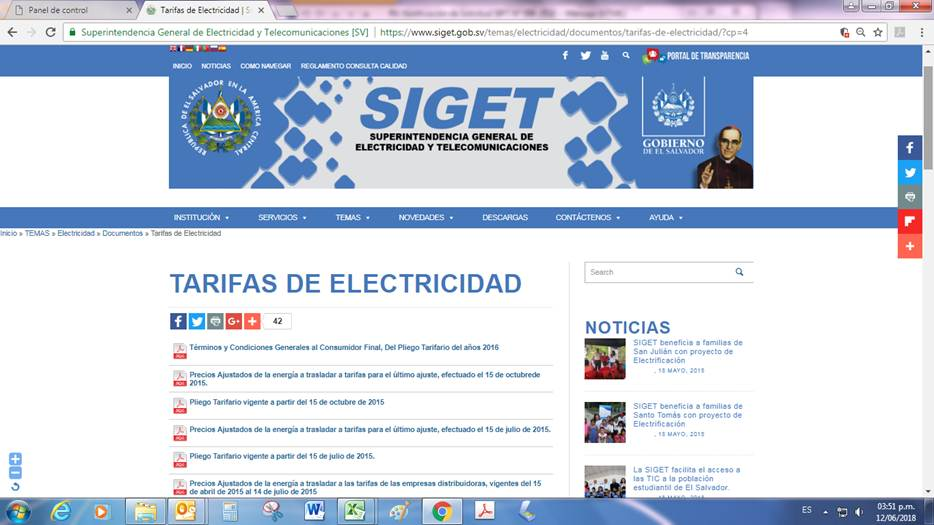 Panel de control
Tarifas de Electricidad | S
Superintendencia General de Electricidad y Telecomunicaciones [SV] | https://www.siget.gob.sv/temas/electricidad/documentos/tarifas-de-electricidad/?cp=4
INICIO NOTICIAS COMO NAVEGAR REGLAMENTO CONSULTA CALIDAD
PORTAL DE TRANSPARENCIA
REPUBLICA DE EL SALVADOR EN LA AMERICA CENTRAL
SIGET
SUPERINTENDENCIA GENERAL DE
ELECTRICIDAD Y TELECOMUNICACIONES
GOBIERNO
DE EL SALVADOR
INSTITUCIÓN SERVICIOS TEMAS NOVEDADES DESCARGAS CONTÁCTENOS AYUDA
Inicio » TEMAS » Electricidad » Documentos » Tarifas de Electricidad
TARIFAS DE ELECTRICIDAD
42
Términos y Condiciones Generales al Consumidor Final, Del Pliego Tarifario del años 2016
Precios Ajustados de la energía a trasladar a tarifas para el último ajuste, efectuado el 15 de octubrede
2015.
Pliego Tarifario vigente a partir del 15 de octubre de 2015
Precios Ajustados de la energía a trasladar a tarifas para el último ajuste, efectuado el 15 de julio de 2015.
Pliego Tarifario vigente a partir del 15 de julio de 2015.
Precios Ajustados de la energía a trasladar a las tarifas de las empresas distribuidoras, vigentes del 15
de abril de 2015 al 14 de julio de 2015
Search
NOTICIAS
SIGET beneficia a familias de
San Julián con proyecto de
Electrificación
, 15 MAYO, 2015
SIGET beneficia a familias de
Santo Tomás con proyecto de
Electrificación
, 15 MAYO, 2015
La SIGET facilita el acceso a
las TIC a la población
estudiantil de El Salvador.
ES
03:51 p.m.
12/06/2018